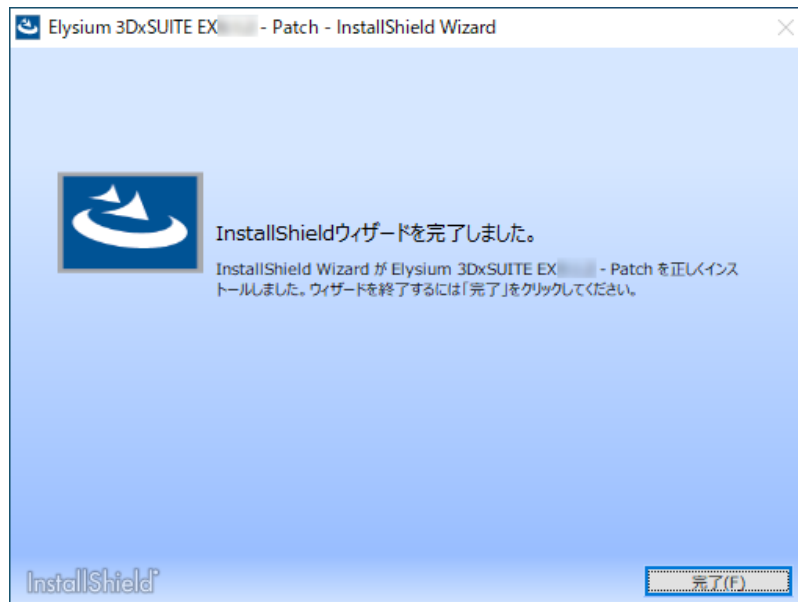 Elysium 3DxSUITE EX - Patch - InstallShield Wizard
InstallShieldウィザードを完了しました。
InstallShield Wizard が Elysium 3DxSUITE EX - Patch を正しくインス
トールしました。ウィザードを終了するには「完了」をクリックしてください。
InstallShield
完了(F)